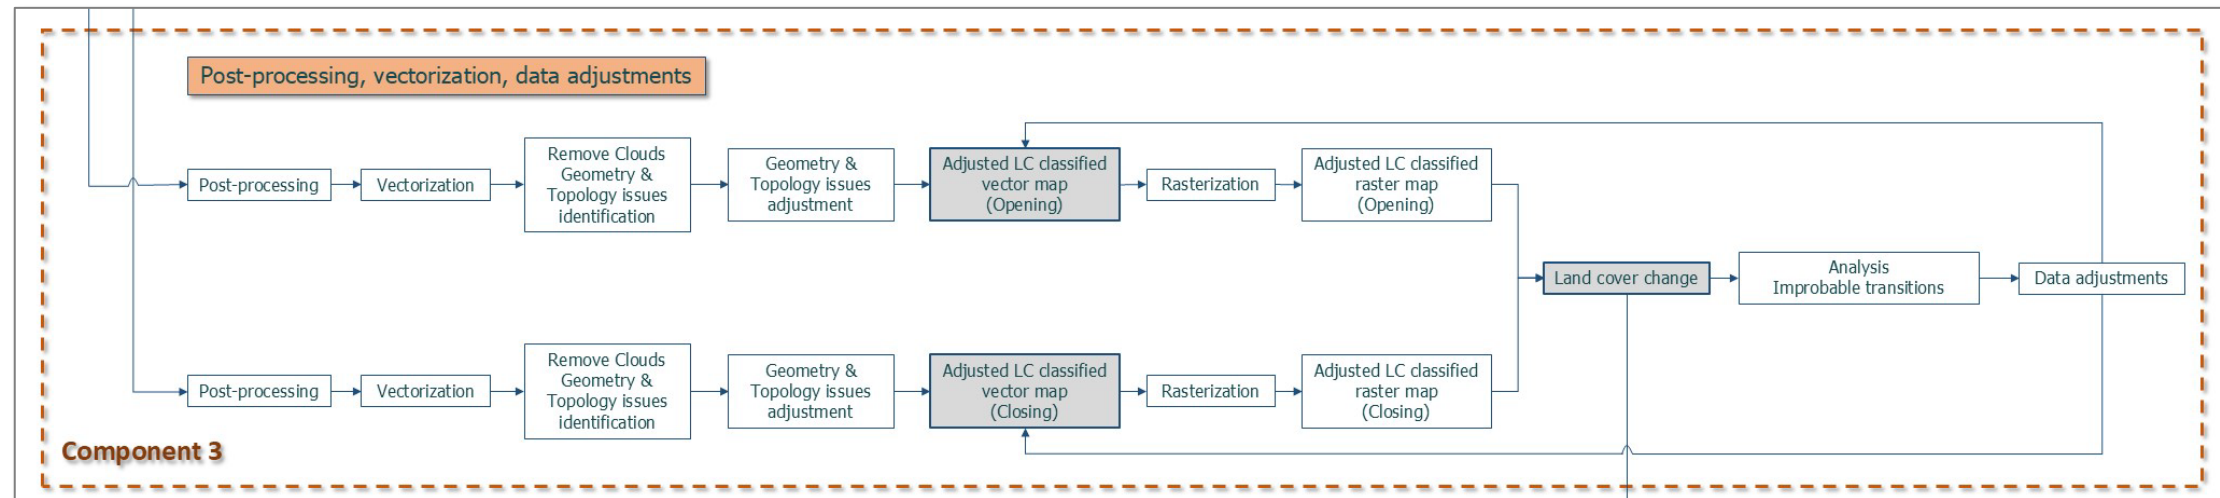 Post-processing, vectorization, data adjustments
Post-processing
Vectorization
Remove Clouds
Geometry &
Topology issues
identification
Geometry &
Topology issues
adjustment
Adjusted LC classified
vector map
(Opening)
Rasterization
Adjusted LC classified
raster map
(Opening)
Land cover change
Analysis
Improbable transitions
Data adjustments
Post-processing
Vectorization
Remove Clouds
Geometry &
Topology issues
identification
Geometry &
Topology issues
adjustment
Adjusted LC classified
vector map
(Closing)
Rasterization
Adjusted LC classified
raster map
(Closing)
Component 3